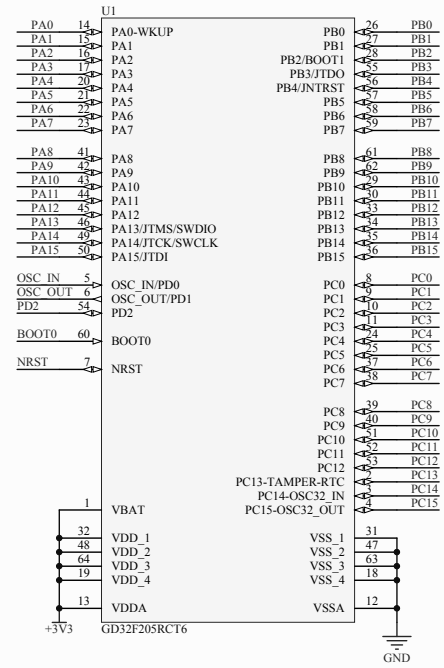 U1
PA0 14 PA0-WKUP PB0 26 PB0
PA1 15 PA1 PB1 27 PB1
PA2 16 PA2 PB2/BOOT1 28 PB2
PA3 17 PA3 PB3/JTDO 55 PB3
PA4 20 PA4 PB4/JNTRST 56 PB4
PA5 21 PA5 PB5 57 PB5
PA6 22 PA6 PB6 58 PB6
PA7 23 PA7 PB7 59 PB7
PA8 41 PA8 PB8 61 PB8
PA9 42 PA9 PB9 62 PB9
PA10 43 PA10 PB10 29 PB10
PA11 44 PA11 PB11 30 PB11
PA12 45 PA12 PB12 33 PB12
PA13 46 PA13/JTMS/SWDIO PB13 34 PB13
PA14 49 PA14/JTCK/SWCLK PB14 35 PB14
PA15 50 PA15/JTDI PB15 36 PB15
OSC_IN 5 OSC_IN/PD0 PC0 8 PC0
OSC_OUT 6 OSC_OUT/PD1 PC1 9 PC1
PD2 54 PD2 PC2 10 PC2
PC3 11 PC3
BOOT0 60 BOOT0 PC4 24 PC4
PC5 25 PC5
NRST 7 NRST PC6 37 PC6
PC7 38 PC7
PC8 39 PC8
PC9 40 PC9
PC10 51 PC10
PC11 52 PC11
PC12 53 PC12
PC13-TAMPER-RTC 2 PC13
PC14-OSC32_IN 3 PC14
1 VBAT PC15-OSC32_OUT 4 PC15
32 VDD_1 VSS_1 31
48 VDD_2 VSS_2 47
64 VDD_3 VSS_3 63
19 VDD_4 VSS_4 18
13 VDDA VSSA 12
+3V3 GD32F205RCT6
GND